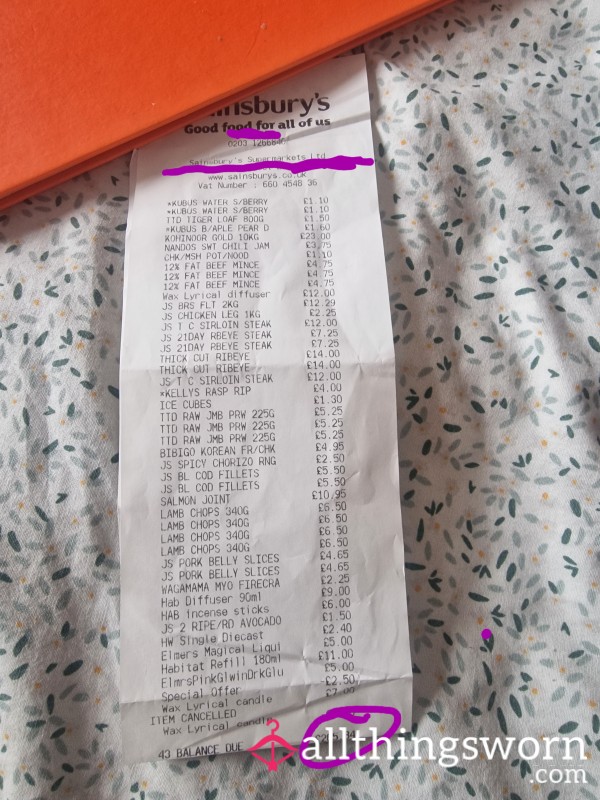 insbury's
Good food for all of us
0203 1266846
Sainsbury's Supermarkets Ltd
www.sainsburys.co.uk
Vat Number : 660 4548 36
*KUBUS WATER S/BERRY £1.10
*KUBUS WATER S/BERRY £1.10
TTD TIGER LOAF 800G £1.50
*KUBUS B/APLE PEAR D £1.60
KOHINOOR GOLD 10KG £23.00
NANDOS SWT CHILI JAM £3.75
CHK/MSH POT/NOOD £1.10
12% FAT BEEF MINCE £4.75
12% FAT BEEF MINCE £4.75
12% FAT BEEF MINCE £4.75
Wax Lyrical diffuser £12.00
JS BRS FLT 2KG £12.29
JS CHICKEN LEG 1KG £2.25
JS T C SIRLOIN STEAK £12.00
JS 21DAY RBEYE STEAK £7.25
JS 21DAY RBEYE STEAK £7.25
THICK CUT RIBEYE £14.00
THICK CUT RIBEYE £14.00
JS T C SIRLOIN STEAK £12.00
*KELLYS RASP RIP £4.00
ICE CUBES £1.30
TTD RAW JMB PRW 225G £5.25
TTD RAW JMB PRW 225G £5.25
TTD RAW JMB PRW 225G £5.25
BIBIGO KOREAN FR/CHK £4.95
JS SPICY CHORIZO RNG £2.50
JS BL COD FILLETS £5.50
JS BL COD FILLETS £5.50
SALMON JOINT £10.95
LAMB CHOPS 340G £6.50
LAMB CHOPS 340G £6.50
LAMB CHOPS 340G £6.50
LAMB CHOPS 340G £6.50
JS PORK BELLY SLICES £4.65
JS PORK BELLY SLICES £4.65
WAGAMAMA MYO FIRECRA £2.25
Hab Diffuser 90ml £9.00
HAB Incense sticks £6.00
JS 2 RIPE/RD AVOCADO £1.50
HW Single Diecast £2.40
Elmers Magical Liqui £5.00
Habitat Refill 180ml £11.00
ElmrsPinkGlwinDrkGlu £5.00
Special Offer -£2.50
Wax Lyrical candle £7.00
ITEM CANCELLED
Wax Lyrical candle
43 BALANCE DUE
allthingsworn
.com